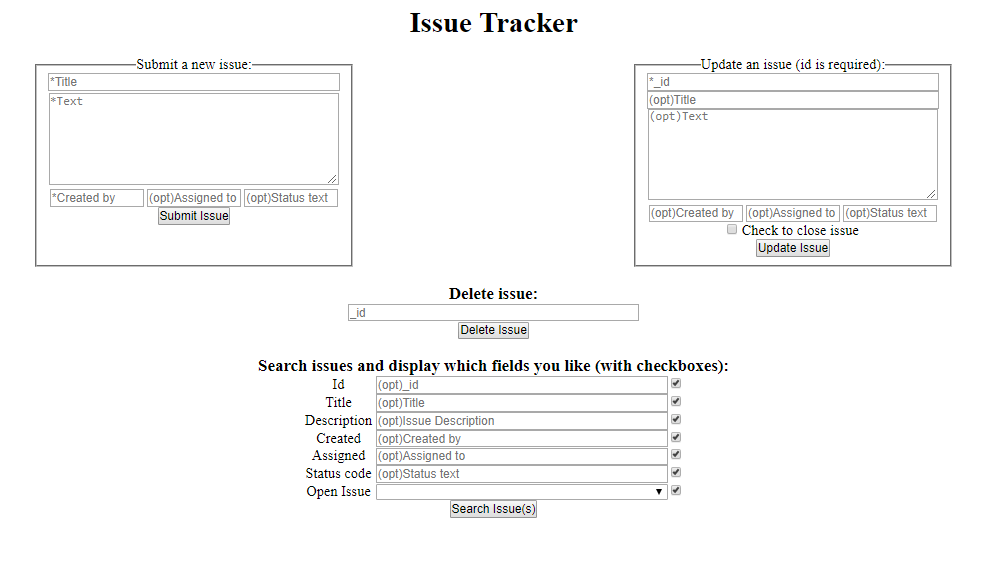 Issue Tracker
Submit a new issue:
*Title
*Text
*Created by (opt)Assigned to (opt)Status text
Submit Issue
Update an issue (id is required):
*_id
(opt)Title
(opt)Text
(opt)Created by (opt)Assigned to (opt)Status text
Check to close issue
Update Issue
Delete issue:
_id
Delete Issue
Search issues and display which fields you like (with checkboxes):
Id (opt)_id
Title (opt)Title
Description (opt)Issue Description
Created (opt)Created by
Assigned (opt)Assigned to
Status code (opt)Status text
Open Issue
Search Issue(s)